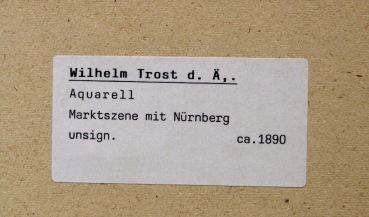 Wilhelm Trost d. Ä,.
Aquarell
Marktszene mit Nürnberg
unsign. ca.1890